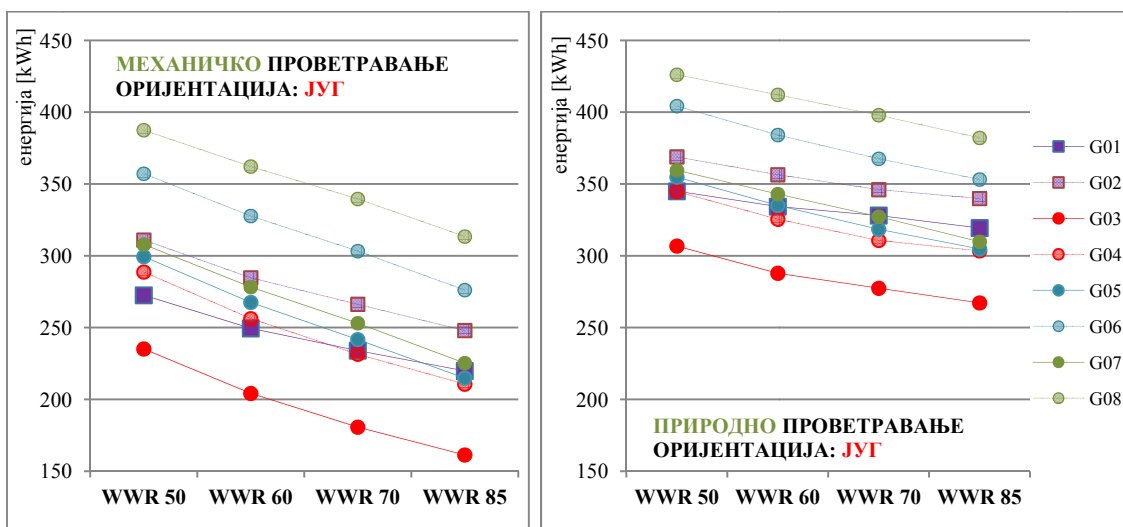 енергија [kWh]
450
400
350
300
250
200
150
МЕХАНИЧКО ПРОВЕТРАВАЊЕ
ОРИЈЕНТАЦИЈА: ЈУГ
WWR 50 WWR 60 WWR 70 WWR 85
енергија [kWh]
450
400
350
300
250
200
150
ПРИРОДНО ПРОВЕТРАВАЊЕ
ОРИЈЕНТАЦИЈА: ЈУГ
WWR 50 WWR 60 WWR 70 WWR 85
G01
G02
G03
G04
G05
G06
G07
G08